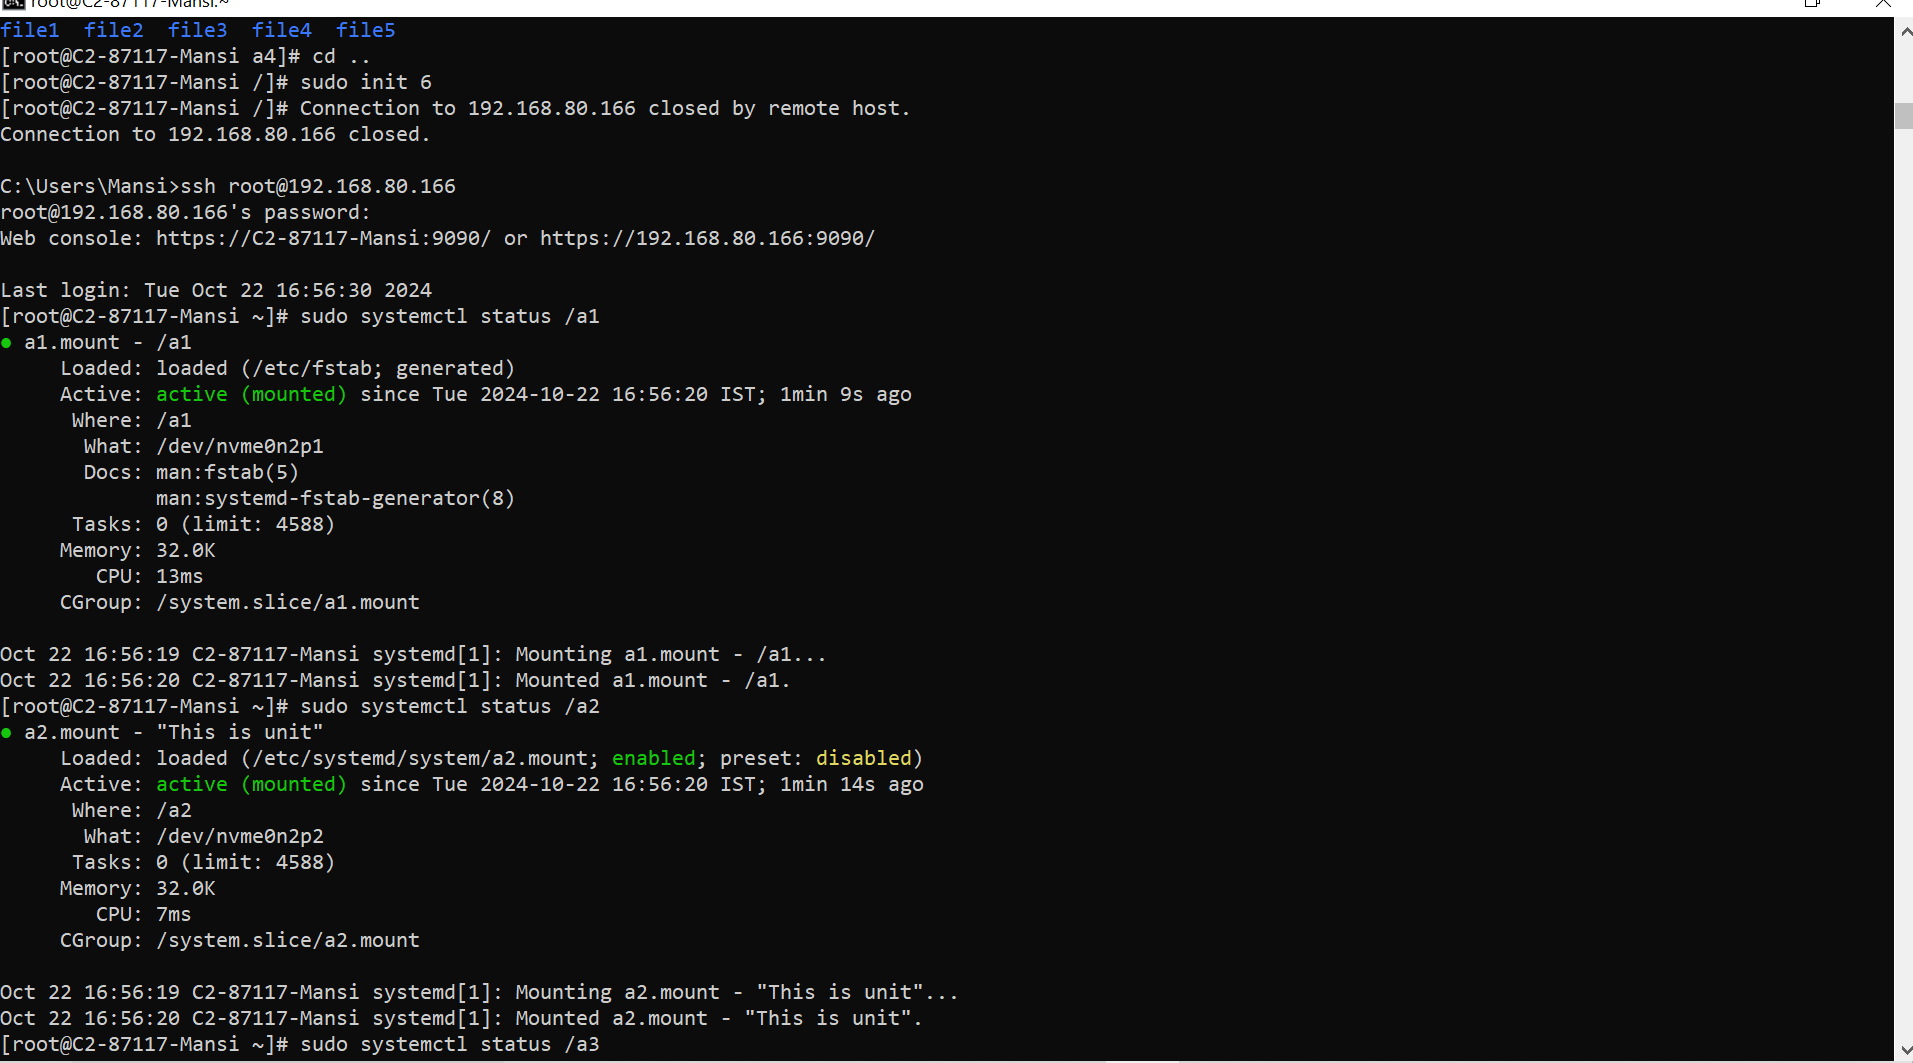 root@C2-87117-Mansi:~
file1  file2  file3  file4  file5
[root@C2-87117-Mansi a4]# cd ..
[root@C2-87117-Mansi /]# sudo init 6
[root@C2-87117-Mansi /]# Connection to 192.168.80.166 closed by remote host.
Connection to 192.168.80.166 closed.
C:\Users\Mansi>ssh root@192.168.80.166
root@192.168.80.166's password:
Web console: https://C2-87117-Mansi:9090/ or https://192.168.80.166:9090/
Last login: Tue Oct 22 16:56:30 2024
[root@C2-87117-Mansi ~]# sudo systemctl status /a1
● a1.mount - /a1
     Loaded: loaded (/etc/fstab; generated)
     Active: active (mounted) since Tue 2024-10-22 16:56:20 IST; 1min 9s ago
      Where: /a1
       What: /dev/nvme0n2p1
       Docs: man:fstab(5)
             man:systemd-fstab-generator(8)
      Tasks: 0 (limit: 4588)
     Memory: 32.0K
        CPU: 13ms
     CGroup: /system.slice/a1.mount
Oct 22 16:56:19 C2-87117-Mansi systemd[1]: Mounting a1.mount - /a1...
Oct 22 16:56:20 C2-87117-Mansi systemd[1]: Mounted a1.mount - /a1.
[root@C2-87117-Mansi ~]# sudo systemctl status /a2
● a2.mount - "This is unit"
     Loaded: loaded (/etc/systemd/system/a2.mount; enabled; preset: disabled)
     Active: active (mounted) since Tue 2024-10-22 16:56:20 IST; 1min 14s ago
      Where: /a2
       What: /dev/nvme0n2p2
      Tasks: 0 (limit: 4588)
     Memory: 32.0K
        CPU: 7ms
     CGroup: /system.slice/a2.mount
Oct 22 16:56:19 C2-87117-Mansi systemd[1]: Mounting a2.mount - "This is unit"...
Oct 22 16:56:20 C2-87117-Mansi systemd[1]: Mounted a2.mount - "This is unit".
[root@C2-87117-Mansi ~]# sudo systemctl status /a3